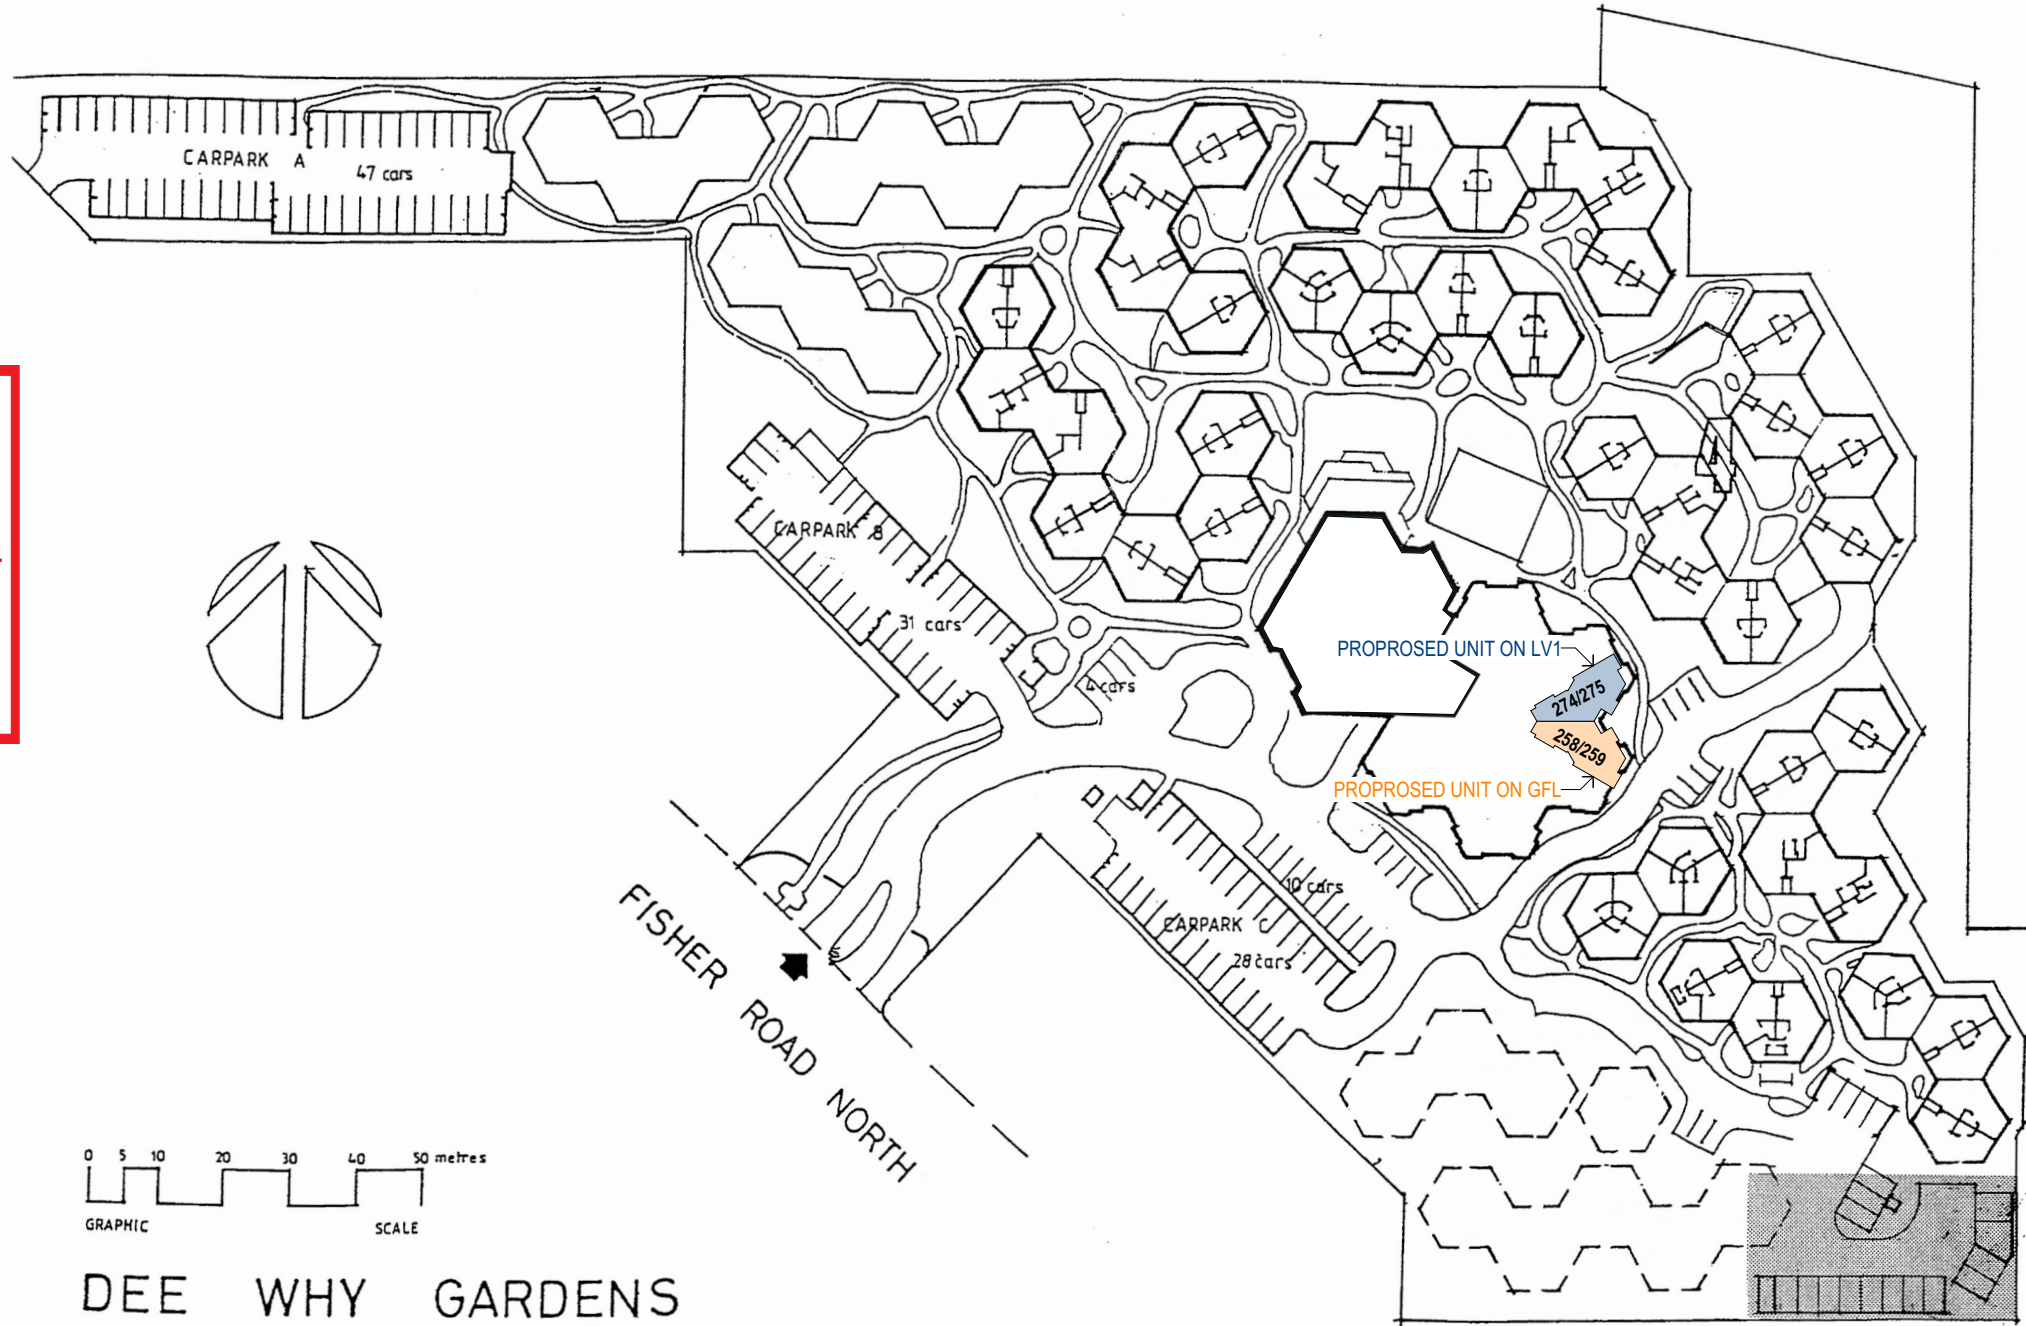 CARPARK A
47 cars
CARPARK B
31 cars
4 cars
PROPROSED UNIT ON LV1
274/275
258/259
PROPROSED UNIT ON GFL
10 cars
CARPARK C
28 cars
FISHER ROAD NORTH
0 5 10 20 30 40 50 metres
GRAPHIC SCALE
DEE WHY GARDENS